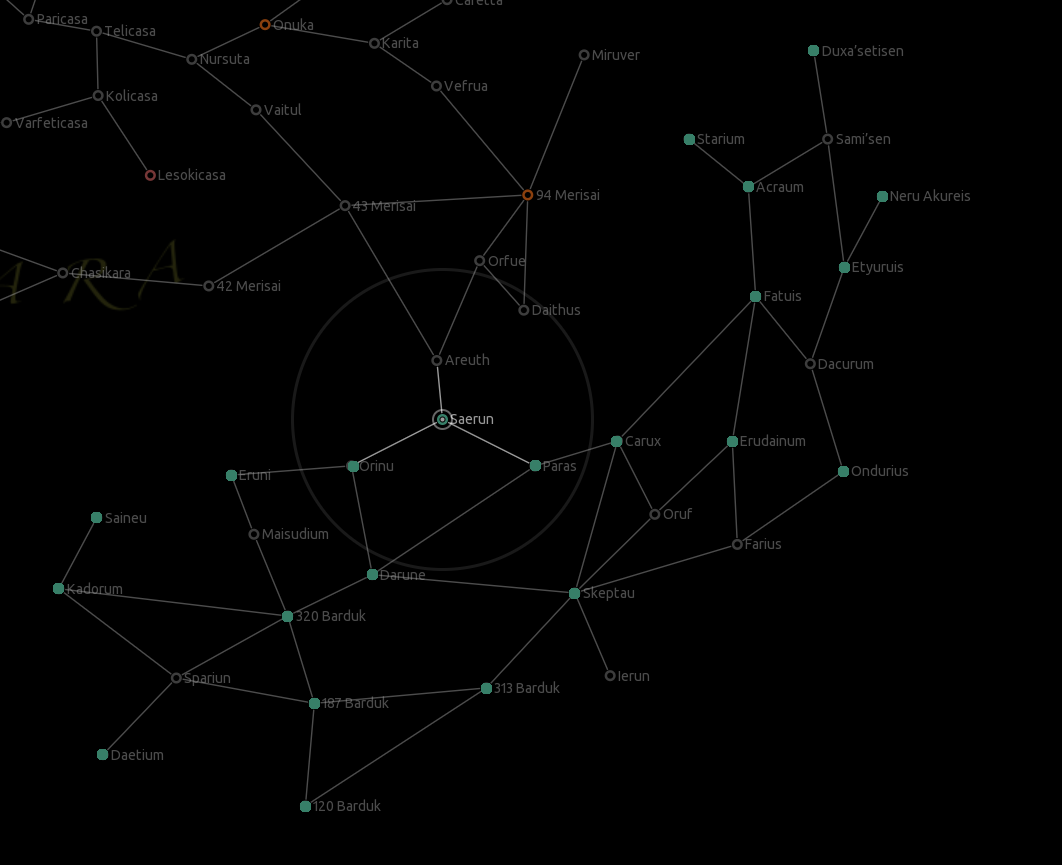 Caretta
Paricasa
Onuka
Telicasa
Karita
Duxa'setisen
Nursuta
Miruver
Vefrua
Kolicasa
Vaitul
Varfeticasa
Starium
Sami'sen
Lesokicasa
Acraum
94 Merisai
Neru Akureis
43 Merisai
Orfue
Etyuruis
Chasikara
A R A
42 Merisai
Fatuis
Daithus
Areuth
Dacurum
Saerun
Carux
Erudainum
Orinu
Paras
Eruni
Ondurius
Saineu
Oruf
Maisudium
Farius
Darune
Kadorum
Skeptau
320 Barduk
Spariun
Ierun
313 Barduk
187 Barduk
Daetium
120 Barduk